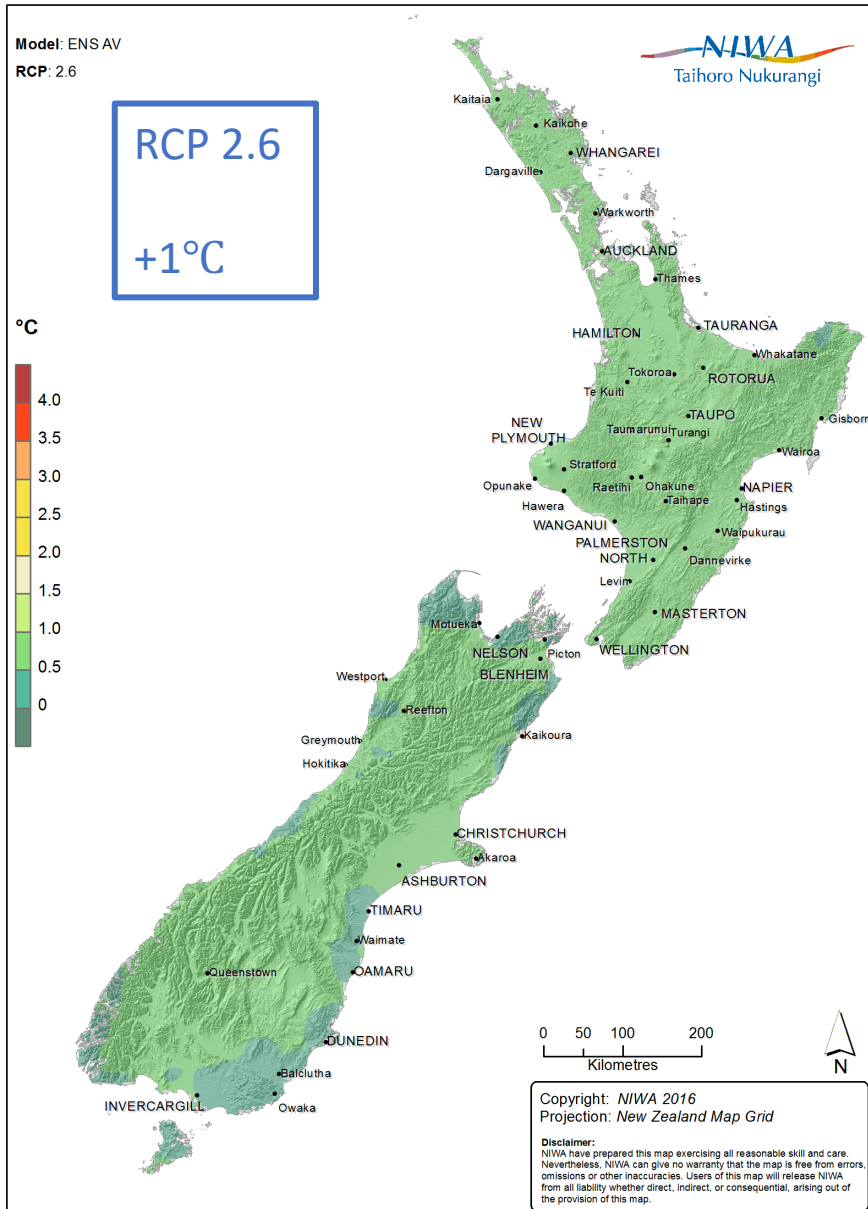 Model: ENS AV
RCP: 2.6
NIWA
Taihoro Nukurangi
RCP 2.6
+1°C
°C
4.0
3.5
3.0
2.5
2.0
1.5
1.0
0.5
0
Kaitaia
Kaikohe
WHANGAREI
Dargaville
Warkworth
AUCKLAND
Thames
HAMILTON
TAURANGA
Whakatane
Tokoroa
ROTORUA
Te Kuiti
TAUPO
Gisborn
NEW
PLYMOUTH
Taumarunui
Turangi
Wairoa
Stratford
Opunake
Raetihi
Ohakune
NAPIER
Hawera
Taihape
Hastings
WANGANUI
Waipukurau
PALMERSTON
NORTH
Dannevirke
Levin
MASTERTON
Motueka
NELSON
Picton
WELLINGTON
BLENHEIM
Westport
Reefton
Greymouth
Kaikoura
Hokitika
CHRISTCHURCH
Akaroa
ASHBURTON
TIMARU
Waimate
Queenstown
OAMARU
DUNEDIN
Balclutha
INVERCARGILL
Owaka
0 50 100 200
Kilometres
N
Copyright: NIWA 2016
Projection: New Zealand Map Grid
Disclaimer:
NIWA have prepared this map exercising all reasonable skill and care.
Nevertheless, NIWA can give no warranty that the map is free from errors,
omissions or other inaccuracies. Users of this map will release NIWA
from all liability whether direct, indirect, or consequential, arising out of
the provision of this map.